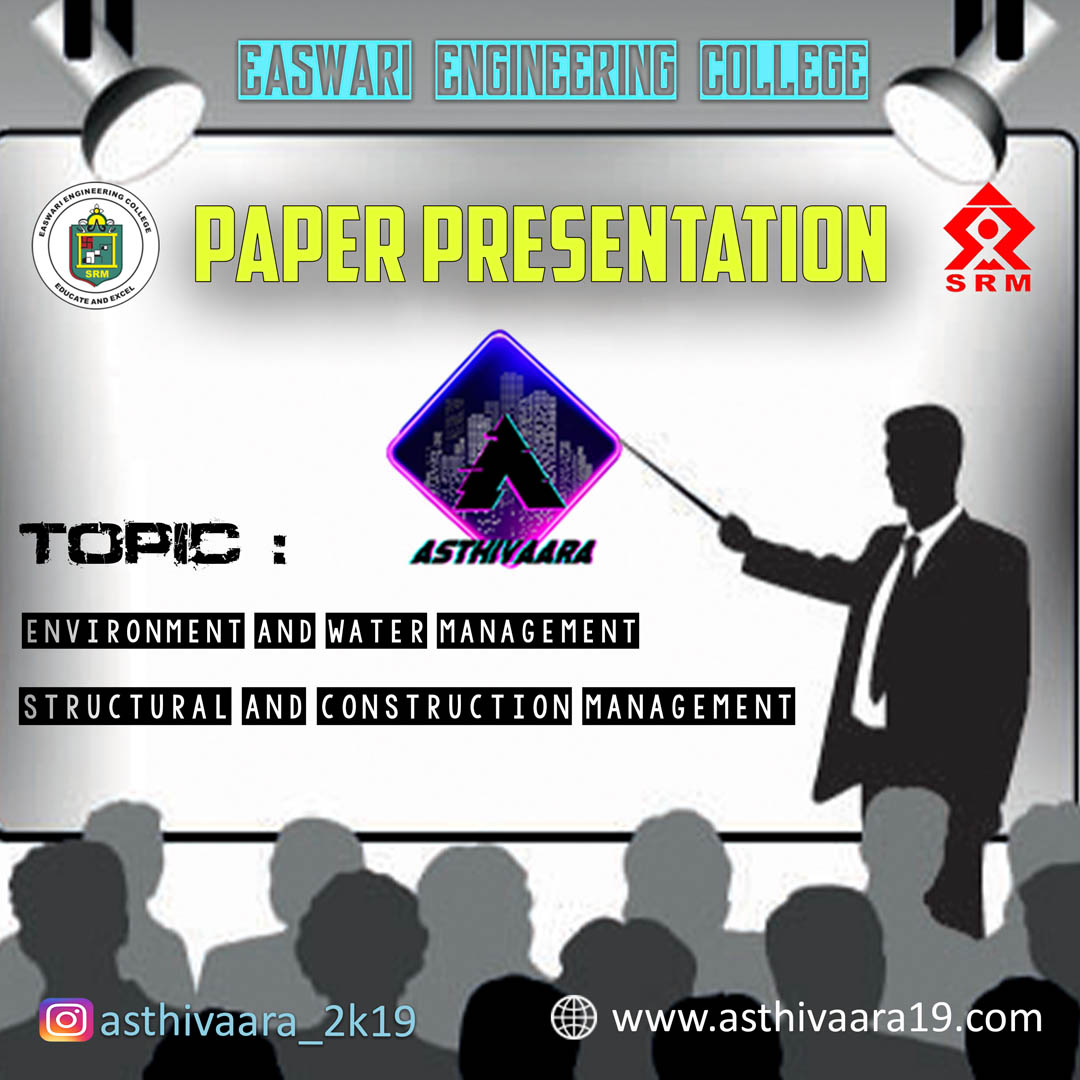 EASWARI ENGINEERING COLLEGE
EASWARI ENGINEERING COLLEGE
SRM
EDUCATE AND EXCEL
PAPER PRESENTATION
SRM
ASTHIVAARA
TOPIC :
ENVIRONMENT AND WATER MANAGEMENT
STRUCTURAL AND CONSTRUCTION MANAGEMENT
asthivaara_2k19
www.asthivaara19.com